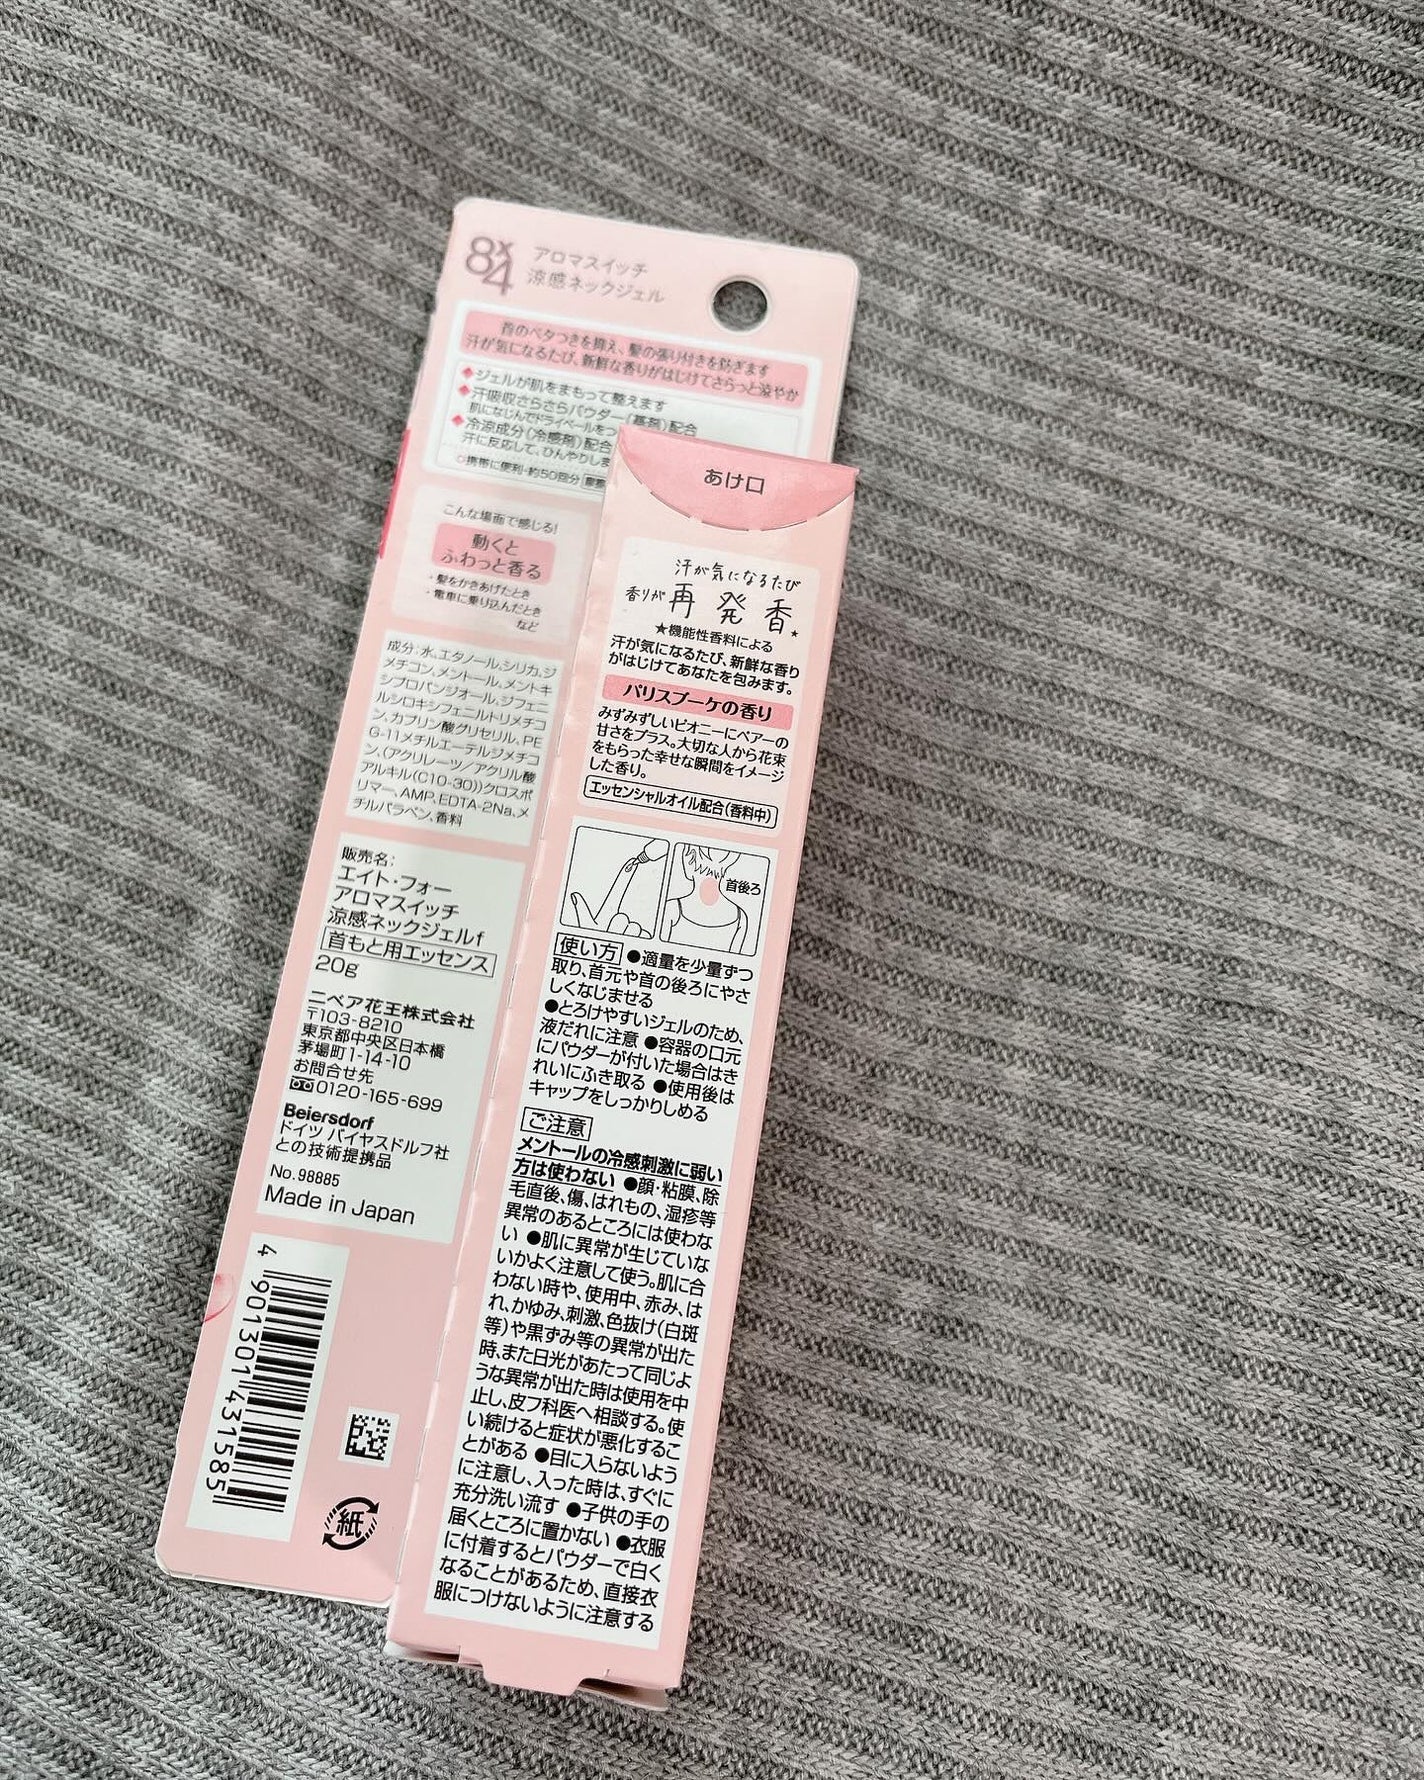 8x4
アロマスイッチ
涼感ネックジェル
首のベタつきを抑え、髪の張り付きを防ぎます
汗が気になるたび、新鮮な香りがはじけてさらっと涼やか
◆ジェルが肌をまもって整えます
◆汗吸収さらさらパウダー(基剤)配合
肌になじんでドライベールをつ
◆冷涼成分(冷感剤)配合
汗に反応して、ひんやりしま
○携帯に便利・約50回分
こんな場面で感じる!
動くと
ふわっと香る
・髪をかきあげたとき
・電車に乗り込んだとき
など
成分:水、エタノール、シリカ、ジ
メチコン、メントール、メントキ
シプロパンジオール、ジフェニ
ルシロキシフェニルトリメチコ
ン、カプリン酸グリセリル、PE
G-11メチルエーテルジメチコ
ン、(アクリレーツ/アクリル酸
アルキル(C10-30))クロスポ
リマー、AMP、EDTA-2Na、メ
チルパラベン、香料
販売名:
エイト・フォー
アロマスイッチ
涼感ネックジェルf
首もと用エッセンス
20g
ニベア花王株式会社
〒103-8210
東京都中央区日本橋
茅場町1-14-10
お問合せ先
0120-165-699
Beiersdorf
ドイツ バイヤスドルフ社
との技術提携品
No.98885
Made in Japan
4 901301 431585
紙
あけ口
汗が気になるたび
香りが再発香★
★機能性香料による
汗が気になるたび、新鮮な香り
がはじけてあなたを包みます。
パリスブーケの香り
みずみずしいピオニーにペアーの
甘さをプラス。大切な人から花束
をもらった幸せな瞬間をイメージ
した香り。
エッセンシャルオイル配合(香料中)
首後ろ
使い方 ●適量を少量ずつ
取り、首元や首の後ろにやさ
しくなじませる
●とろけやすいジェルのため、
液だれに注意 ●容器の口元
にパウダーが付いた場合はき
れいにふき取る ●使用後は
キャップをしっかりしめる
ご注意
メントールの冷感刺激に弱い
方は使わない ●顔・粘膜、除
毛直後、傷、はれもの、湿疹等
異常のあるところには使わな
い ●肌に異常が生じていな
いかよく注意して使う。肌に合
わない時や、使用中、赤み、は
れ、かゆみ、刺激、色抜け(白斑
等)や黒ずみ等の異常が出た
時、また日光があたって同じよ
うな異常が出た時は使用を中
止し、皮フ科医へ相談する。使
い続けると症状が悪化するこ
とがある ●目に入らないよう
に注意し、入った時は、すぐに
充分洗い流す ●子供の手の
届くところに置かない ●衣服
に付着するとパウダーで白く
なることがあるため、直接衣
服につけないように注意する